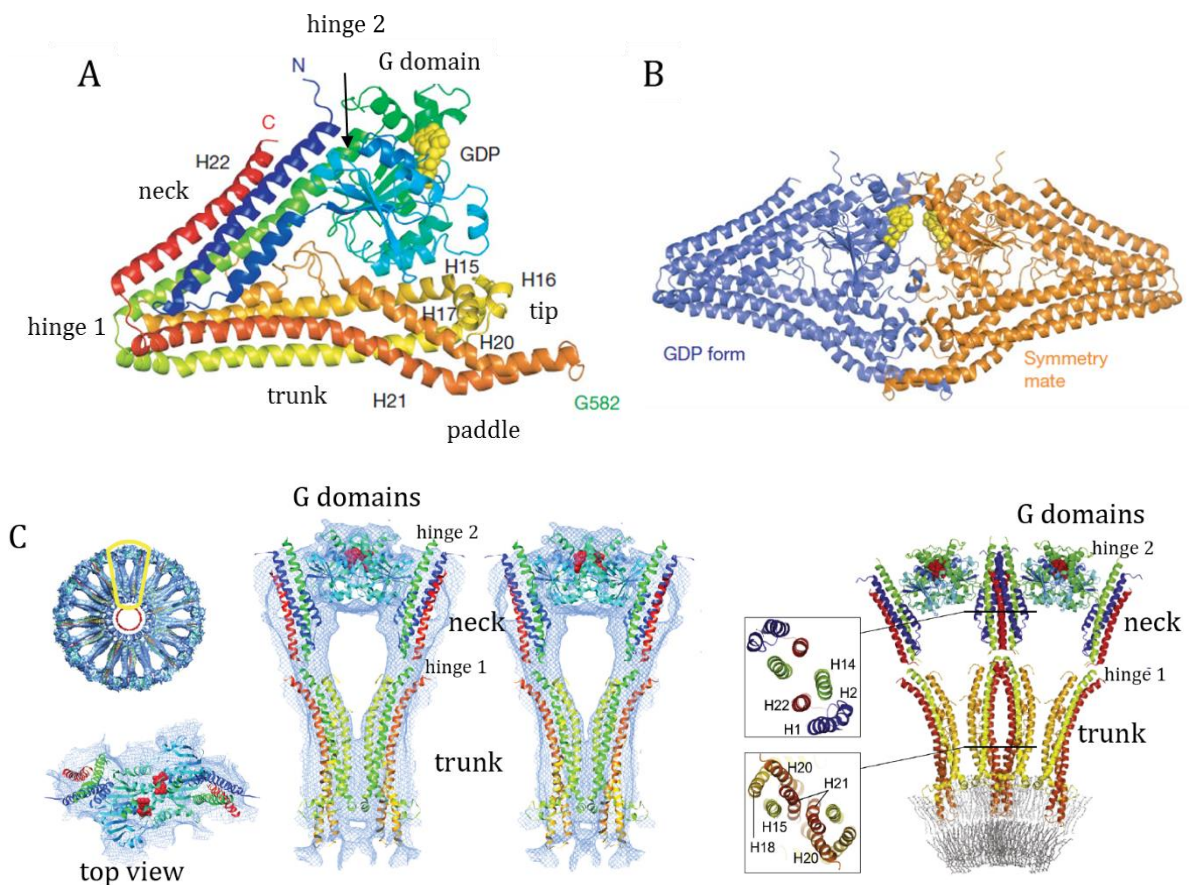 hinge 2
A
N
G domain
B
C
H22
GDP
neck
H15
H16
hinge 1
H17
tip
H20
GDP form
Symmetry
mate
trunk
H21
G582
paddle
C
G domains
hinge 2
neck
hinge 1
trunk
top view
G domains
hinge 2
neck
H14
H22
H2
H1
hinge 1
trunk
H20
H21
H15
H18
H20